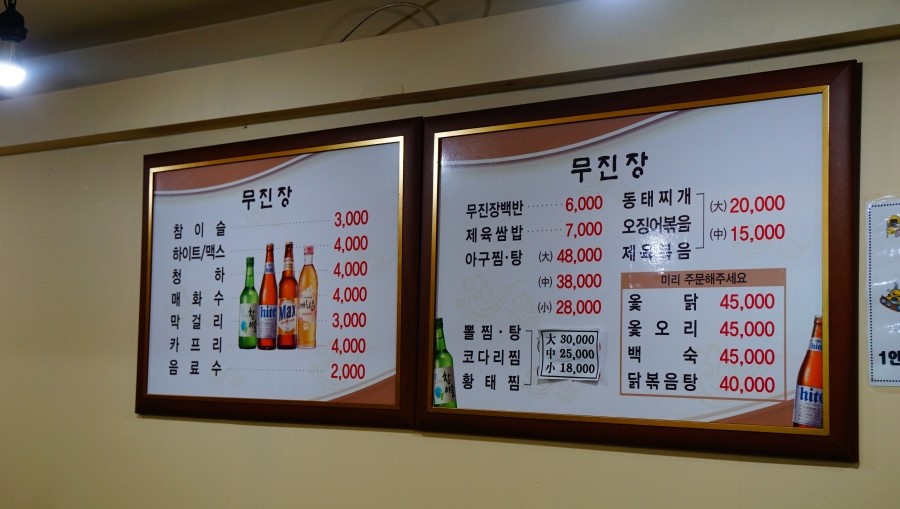 무진장
참이슬 3,000
하이트/맥스 4,000
청하 4,000
매화수 4,000
막걸리 3,000
카프리 4,000
음료수 2,000
무진장
무진장백반 6,000
제육쌈밥 7,000
아구찜·탕 (大) 48,000
(中) 38,000
(小) 28,000
뽈찜·탕
코다리찜
황태찜
大 30,000
中 25,000
小 18,000
동태찌개
오징어볶음
제육볶음
(大) 20,000
(中) 15,000
미리 주문해주세요
옻닭 45,000
옻오리 45,000
백숙 45,000
닭볶음탕 40,000
hite
Max
hite